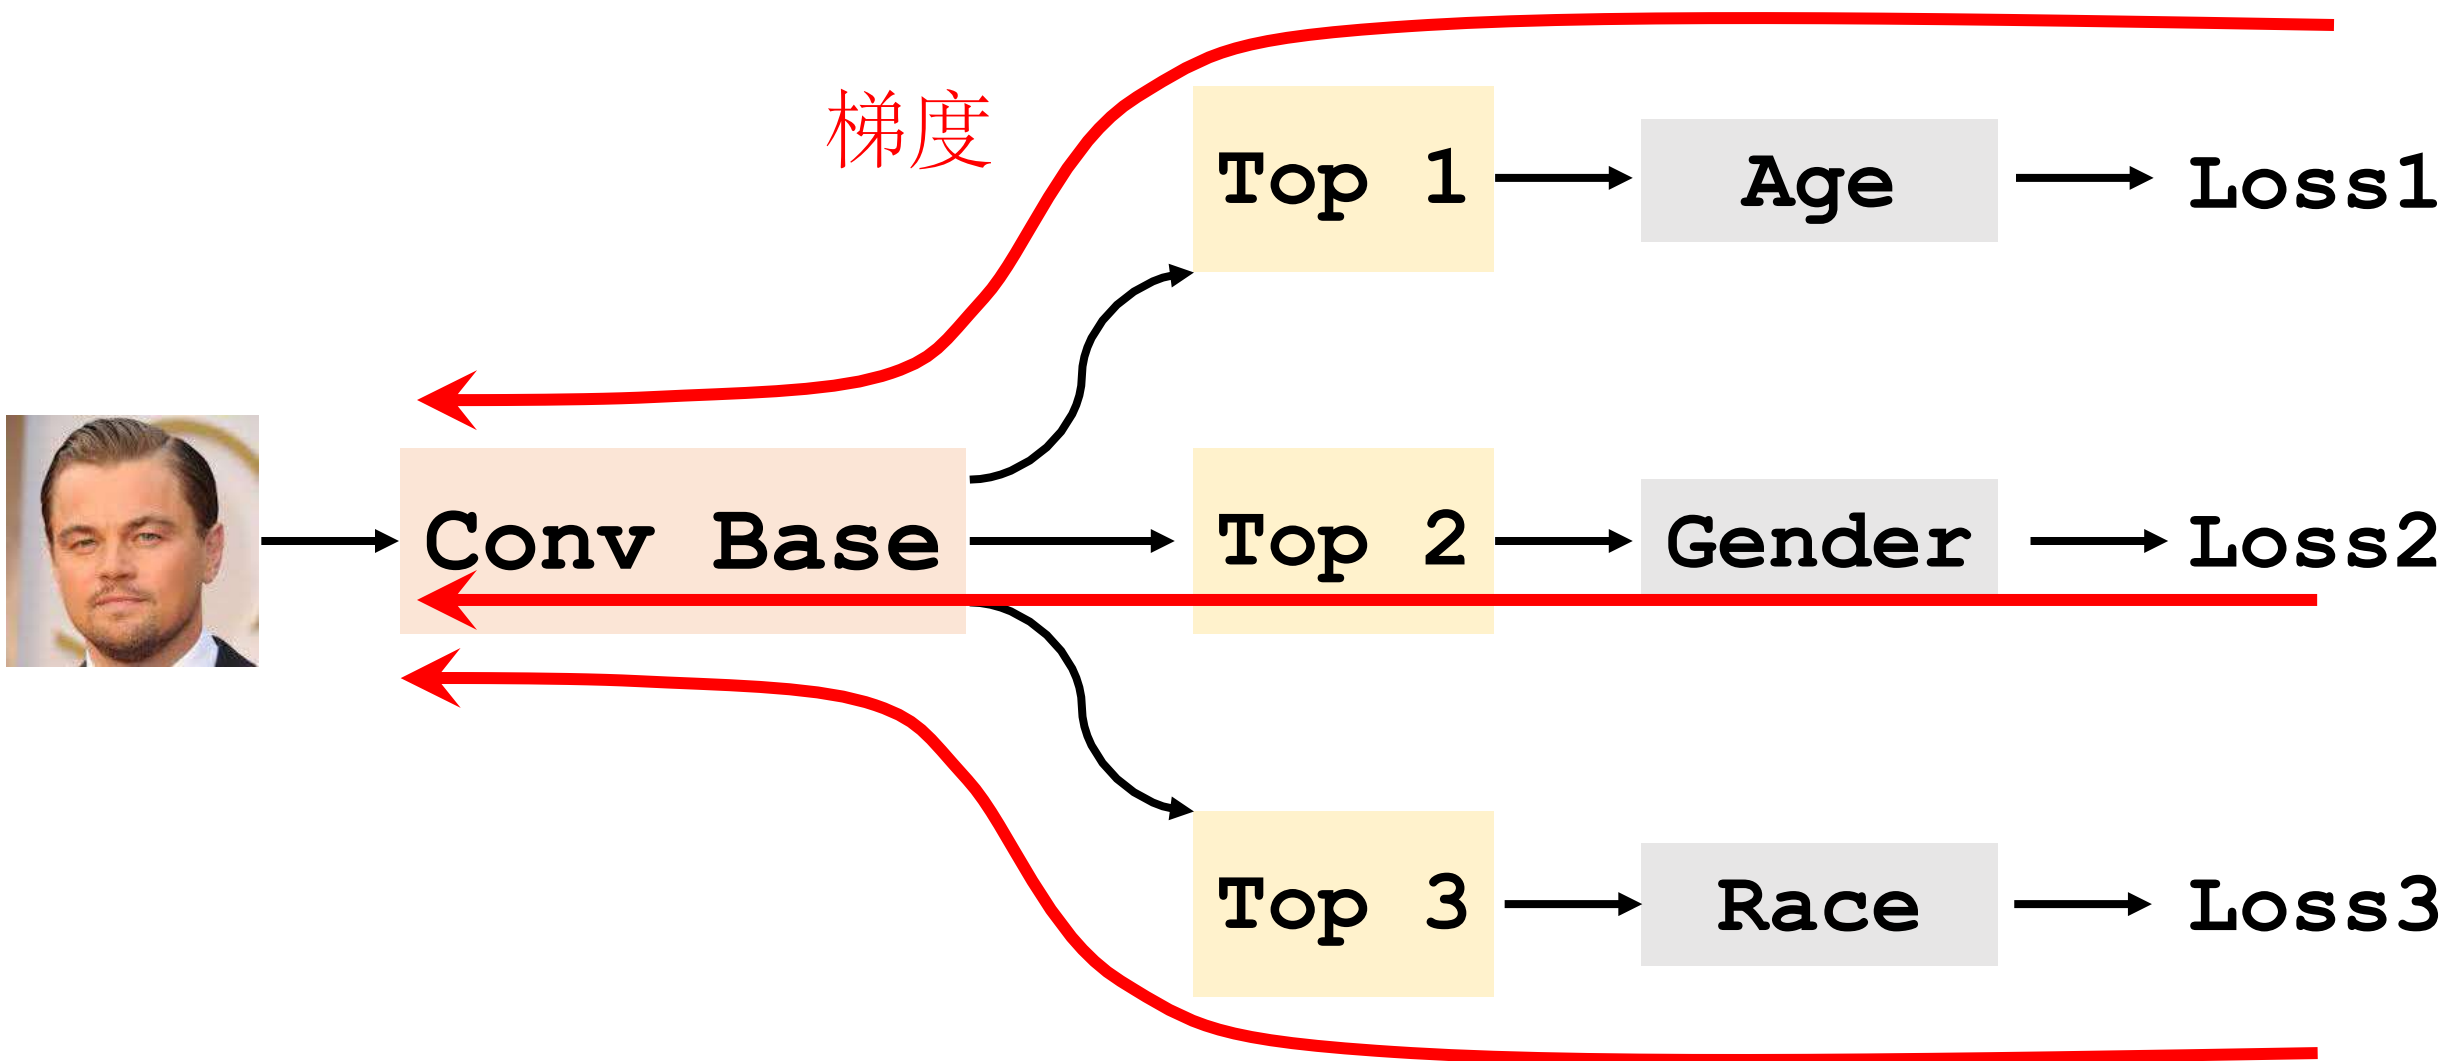 梯度
Top 1
Age
Loss1
Conv Base
Top 2
Gender
Loss2
Top 3
Race
Loss3